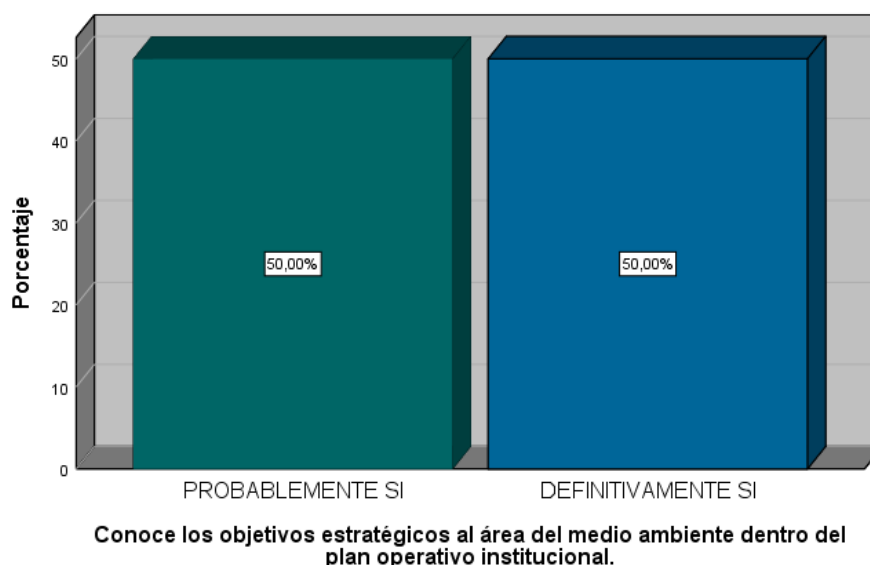 Porcentaje
50
40
30
20
10
0
50,00%
50,00%
PROBABLEMENTE SI
DEFINITIVAMENTE SI
Conoce los objetivos estratégicos al área del medio ambiente dentro del
plan operativo institucional.